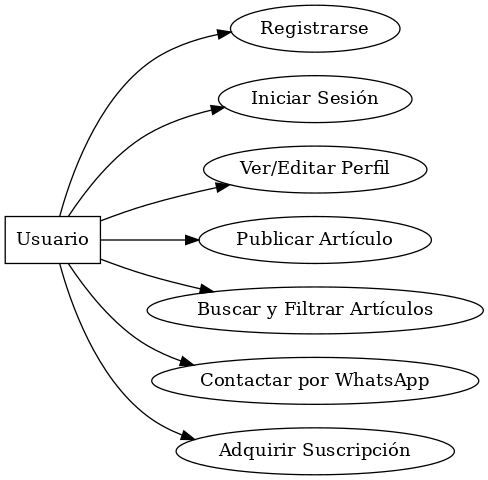 Registrarse
Iniciar Sesión
Ver/Editar Perfil
Usuario
Publicar Artículo
Buscar y Filtrar Artículos
Contactar por WhatsApp
Adquirir Suscripción